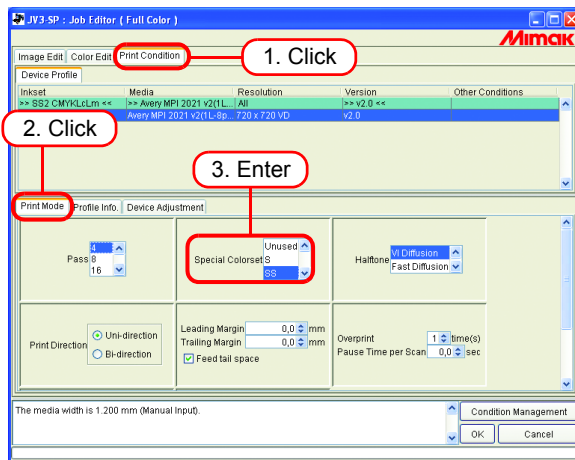 JV3-SP : Job Editor ( Full Color )
Mimaki
Image Edit Color Edit Print Condition
1. Click
Device Profile
Inkset Media Resolution Version Other Conditions
>> SS2 CMYKLcLm << >> Avery MPI 2021 v2(1L... All >> v2.0 <<
Avery MPI 2021 v2(1L-8p... 720 x 720 VD v2.0
2. Click
3. Enter
Print Mode Profile Info. Device Adjustment
Pass 4 8 16
Special Colorset Unused S SS
Halftone VI Diffusion Fast Diffusion
Print Direction Uni-direction Bi-direction
Leading Margin 0,0 mm
Trailing Margin 0,0 mm
Feed tail space
Overprint 1 time(s)
Pause Time per Scan 0,0 sec
The media width is 1.200 mm (Manual Input).
Condition Management
OK Cancel